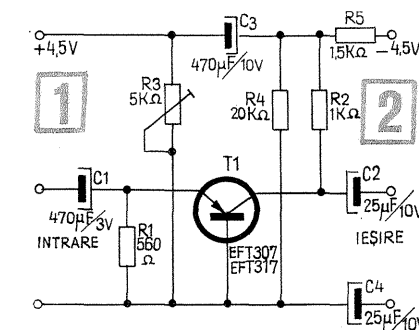 C3
R5
+4,5V
1,5KΩ
-4,5V
470µF/10V
R3
5KΩ
R4
20KΩ
R2
1KΩ
1
2
T1
C1
C2
470µF/3V
25µF/10V
INTRARE
R1
560
Ω
IEŞIRE
EFT307
EFT317
C4
25µF/10V